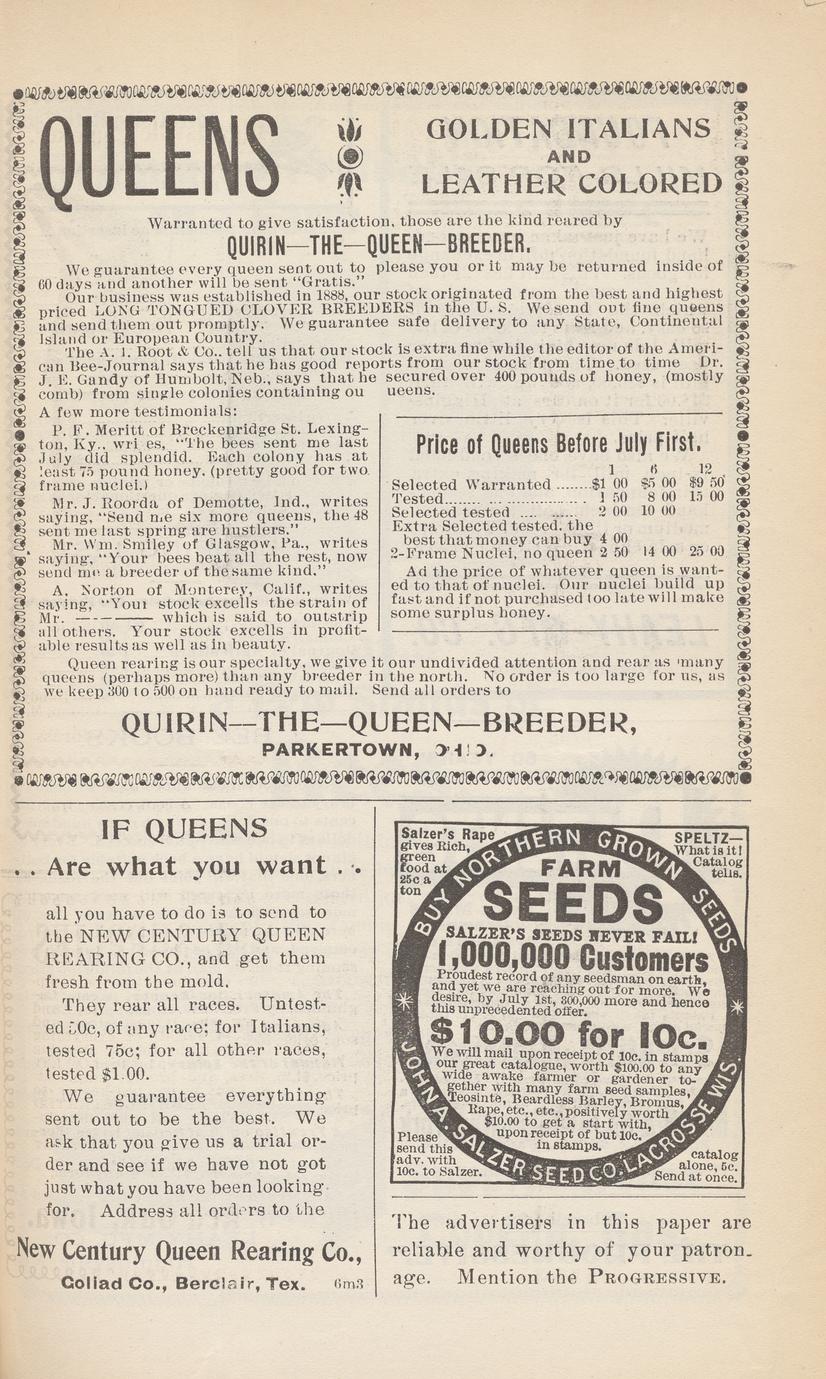 QUEENS
GOLDEN ITALIANS
AND
LEATHER COLORED
Warranted to give satisfaction, those are the kind reared by
QUIRIN—THE—QUEEN—BREEDER.
We guarantee every queen sent out to please you or it may be returned inside of
60 days and another will be sent "Gratis."
Our business was established in 1888, our stock originated from the best and highest
priced LONG TONGUED CLOVER BREEDERS in the U. S. We send out fine queens
and send them out promptly. We guarantee safe delivery to any State, Continental
Island or European Country.
The A. I. Root & Co., tell us that our stock is extra fine while the editor of the Ameri-
can Bee-Journal says that he has good reports from our stock from time to time Dr.
J. E. Gandy of Humbolt, Neb., says that he secured over 400 pounds of honey, (mostly
comb) from single colonies containing ou ueens.
A few more testimonials:
P. F. Meritt of Breckenridge St. Lexing-
ton, Ky., wri es, "The bees sent me last
July did splendid. Each colony has at
least 75 pound honey. (pretty good for two
frame nuclei.)
Mr. J. Roorda of Demotte, Ind., writes
saying, "Send me six more queens, the 48
sent me last spring are hustlers."
Mr. Wm. Smiley of Glasgow, Pa., writes
saying, "Your bees beat all the rest, now
send me a breeder of the same kind."
A. Norton of Monterey, Calif., writes
saying, "Your stock excells the strain of
Mr. ——— which is said to outstrip
all others. Your stock excells in profit-
able results as well as in beauty.
Price of Queens Before July First.
1 6 12
Selected Warranted ........$1 00 $5 00 $9 50
Tested........ ... ................... . 1 50 8 00 15 00
Selected tested .... ...... 2 00 10 00
Extra Selected tested, the
best that money can buy 4 00
2-Frame Nuclei, no queen 2 50 14 00 25 00
Ad the price of whatever queen is want-
ed to that of nuclei. Our nuclei build up
fast and if not purchased too late will make
some surplus honey.
Queen rearing is our specialty, we give it our undivided attention and rear as many
queens (perhaps more) than any breeder in the north. No order is too large for us, as
we keep 300 to 500 on hand ready to mail. Send all orders to
QUIRIN—THE—QUEEN—BREEDER,
PARKERTOWN, OHIO.
IF QUEENS
. . Are what you want . .
all you have to do is to send to
the NEW CENTURY QUEEN
REARING CO., and get them
fresh from the mold.
They rear all races. Untest-
ed 50c, of any race; for Italians,
tested 75c; for all other races,
tested $1.00.
We guarantee everything
sent out to be the best. We
ask that you give us a trial or-
der and see if we have not got
just what you have been looking
for. Address all orders to the
New Century Queen Rearing Co.,
Goliad Co., Berclair, Tex. 6m3
Salzer's Rape
gives Rich,
green
food at
25c a
ton
SPELTZ—
What is it!
Catalog
tells.
BUY NORTHERN GROWN SEEDS
FARM
SEEDS
SALZER'S SEEDS NEVER FAIL!
1,000,000 Customers
Proudest record of any seedsman on earth,
and yet we are reaching out for more. We
desire, by July 1st, 300,000 more and hence
this unprecedented offer.
$10.00 for 10c.
We will mail upon receipt of 10c. in stamps
our great catalogue, worth $100.00 to any
wide awake farmer or gardener to-
gether with many farm seed samples,
Teosinte, Beardless Barley, Bromus,
Rape, etc., etc., positively worth
$10.00 to get a start with,
upon receipt of but 10c.
in stamps.
JOHN A. SALZER SEED CO. LACROSSE WIS.
Please
send this
adv. with
10c. to Salzer.
catalog
alone, 5c.
Send at once.
The advertisers in this paper are
reliable and worthy of your patron-
age. Mention the PROGRESSIVE.